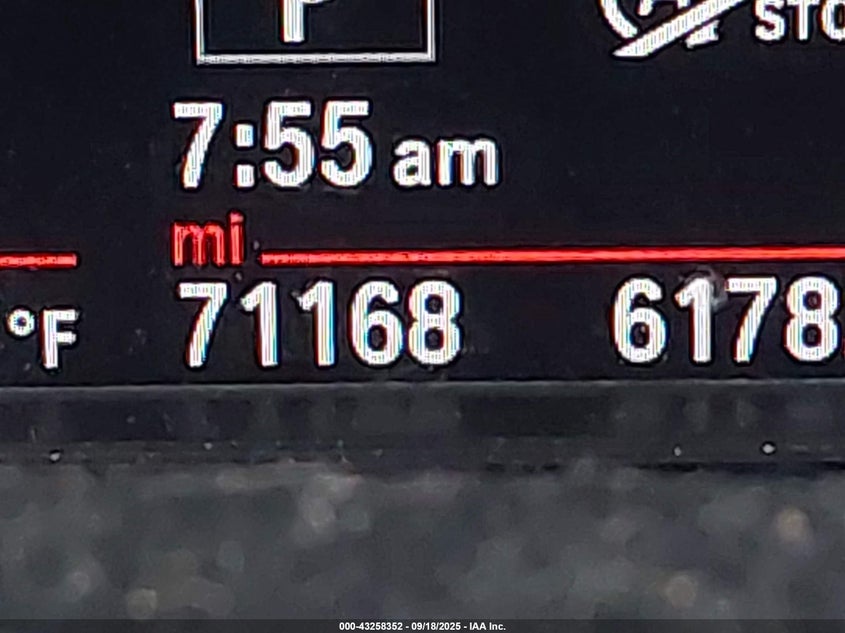 P
7:55 am
mi
°F 71168 6178
000-43258352 - 09/18/2025 - IAA Inc.